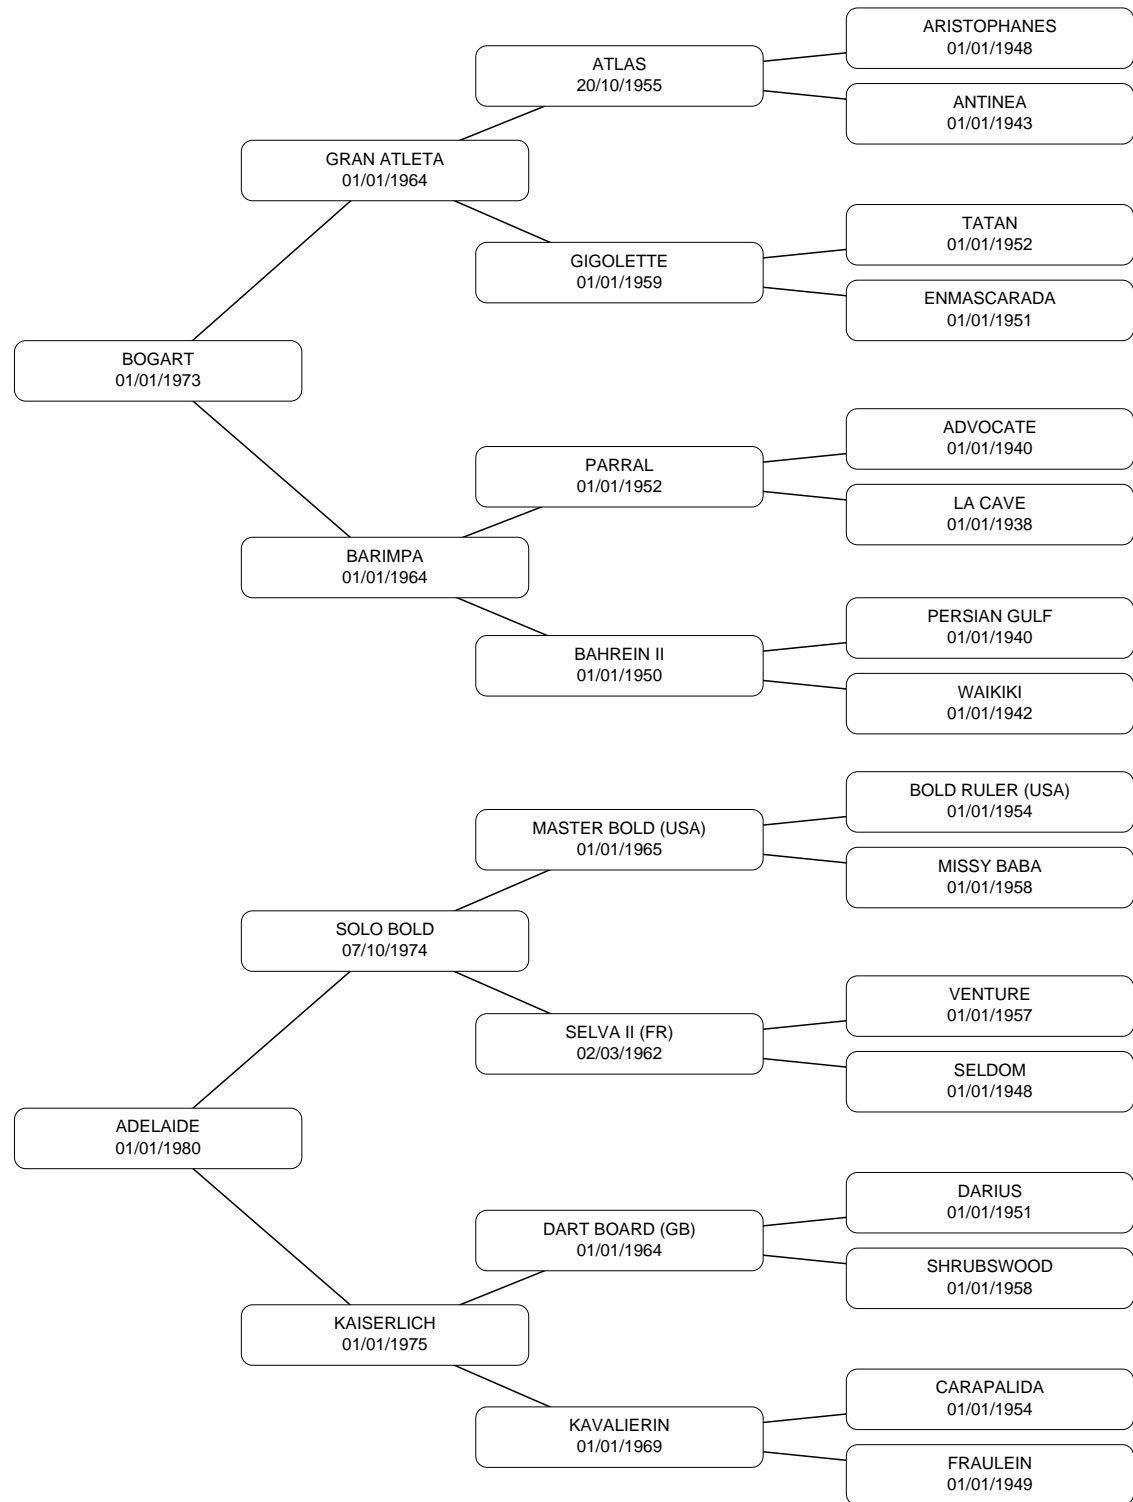 ARISTOPHANES
01/01/1948
ATLAS
20/10/1955
ANTINEA
01/01/1943
GRAN ATLETA
01/01/1964
TATAN
01/01/1952
GIGOLETTE
01/01/1959
ENMASCARADA
01/01/1951
BOGART
01/01/1973
ADVOCATE
01/01/1940
PARRAL
01/01/1952
LA CAVE
01/01/1938
BARIMPA
01/01/1964
PERSIAN GULF
01/01/1940
BAHREIN II
01/01/1950
WAIKIKI
01/01/1942
BOLD RULER (USA)
01/01/1954
MASTER BOLD (USA)
01/01/1965
MISSY BABA
01/01/1958
SOLO BOLD
07/10/1974
VENTURE
01/01/1957
SELVA II (FR)
02/03/1962
SELDOM
01/01/1948
ADELAIDE
01/01/1980
DARIUS
01/01/1951
DART BOARD (GB)
01/01/1964
SHRUBSWOOD
01/01/1958
KAISERLICH
01/01/1975
CARAPALIDA
01/01/1954
KAVALIERIN
01/01/1969
FRAULEIN
01/01/1949